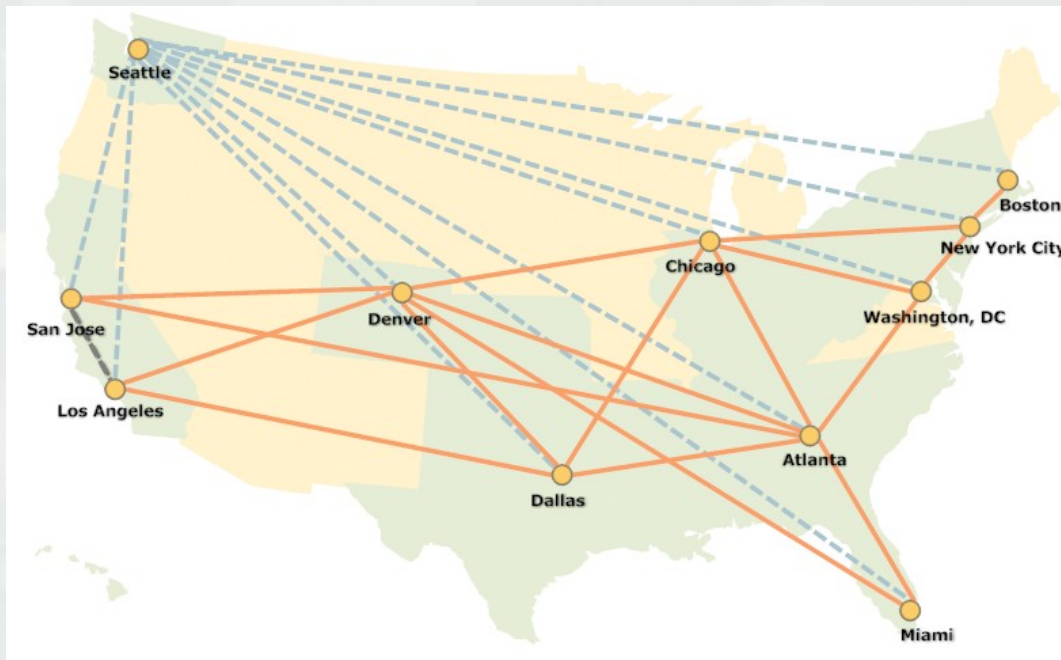 Seattle
Boston
New York City
Chicago
Washington, DC
San Jose
Denver
Los Angeles
Atlanta
Dallas
Miami